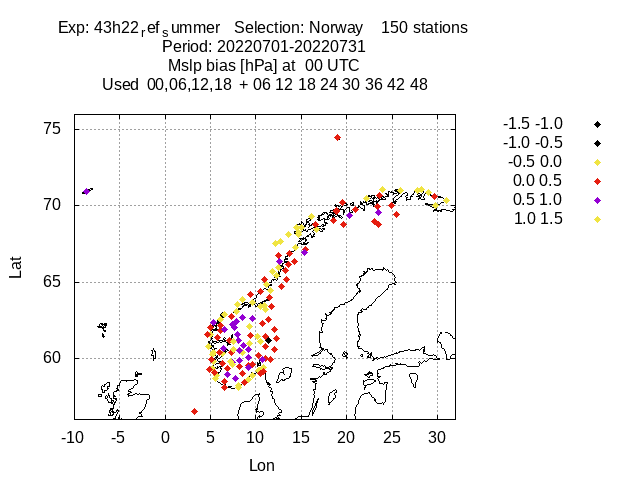 Exp: 43h22refsummer   Selection: Norway    150 stations
Period: 20220701-20220731
Mslp bias [hPa] at  00 UTC
Used  00,06,12,18  + 06 12 18 24 30 36 42 48
-1.5 -1.0
-1.0 -0.5
-0.5 0.0
0.0 0.5
0.5 1.0
1.0 1.5
75
70
65
60
Lat
-10 -5 0 5 10 15 20 25 30
Lon